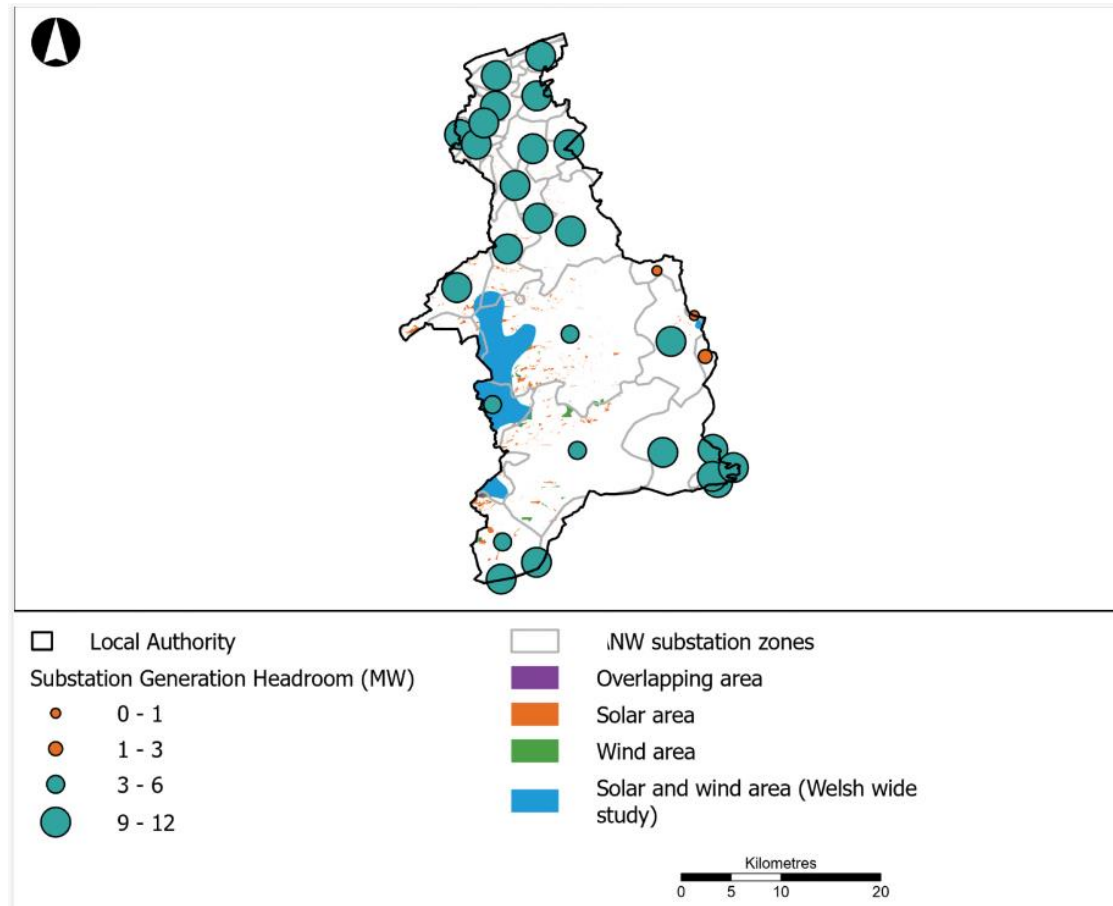 Local Authority
Substation Generation Headroom (MW)
0 - 1
1 - 3
3 - 6
9 - 12
NW substation zones
Overlapping area
Solar area
Wind area
Solar and wind area (Welsh wide
study)
Kilometres
0 5 10 20